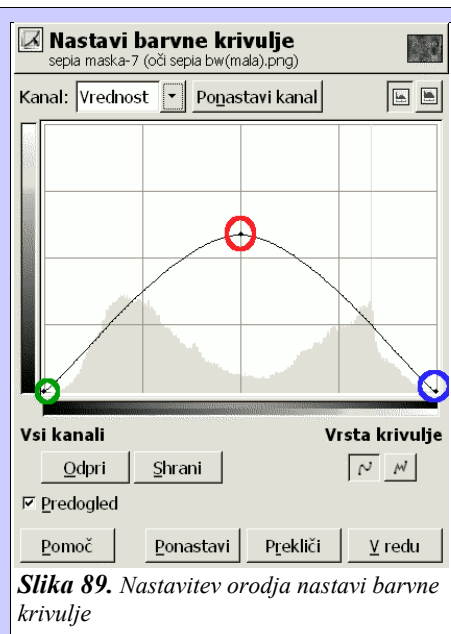 Nastavi barvne krivulje
sepia maska-7 (oči sepia bw(mala).png)
Kanal: Vrednost Ponastavi kanal
Vsi kanali Vrsta krivulje
Odpri Shrani
Predogled
Pomoč Ponastavi Prekliči V redu
Slika 89. Nastavitev orodja nastavi barvne
krivulje